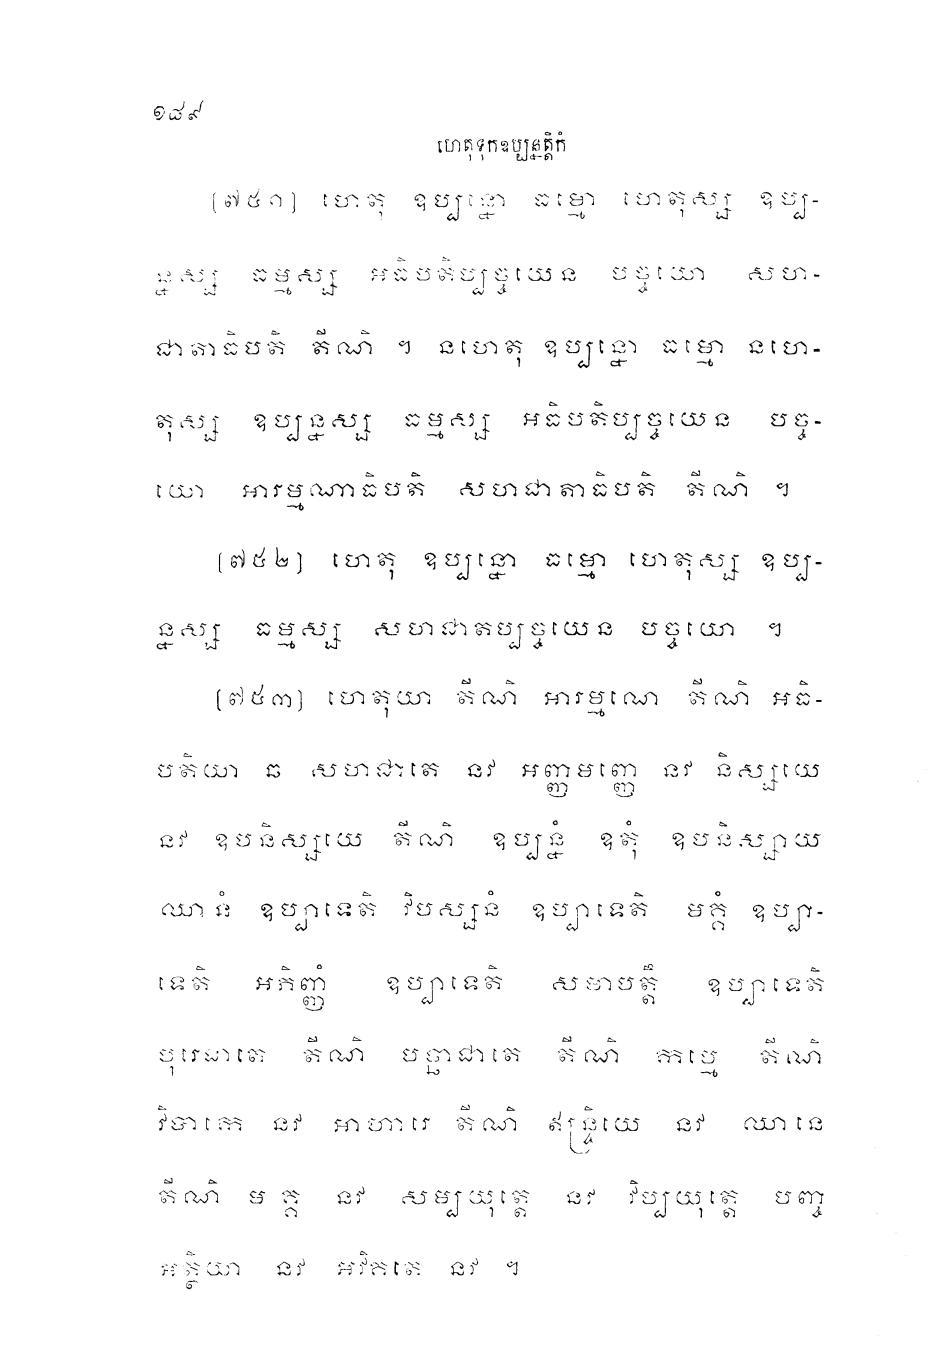 ១៨៩
ហេតុទុកឧប្បន្នត្តិកំ
[៧៥១] ហេតុ ឧប្បន្នោ ធម្មោ ហេតុស្ស ឧប្ប-
ន្នស្ស ធម្មស្ស អធិបតិប្បច្ចយេន បច្ចយោ សហ-
ជាតាធិបតិ តីណិ ។ នហេតុ ឧប្បន្នោ ធម្មោ នហេ-
តុស្ស ឧប្បន្នស្ស ធម្មស្ស អធិបតិប្បច្ចយេន បច្ច-
យោ អារម្មណាធិបតិ សហជាតាធិបតិ តីណិ ។
[៧៥២] ហេតុ ឧប្បន្នោ ធម្មោ ហេតុស្ស ឧប្ប-
ន្នស្ស ធម្មស្ស សហជាតប្បច្ចយេន បច្ចយោ ។
[៧៥៣] ហេតុយា តីណិ អារម្មណេ តីណិ អធិ-
បតិយា ឆ សហជាតេ នវ អញ្ញមញ្ញេ នវ និស្សយេ
នវ ឧបនិស្សយេ តីណិ ឧប្បន្នំ ឧតុំ ឧបនិស្សាយ
ឈានំ ឧប្បាទេតិ វិបស្សនំ ឧប្បាទេតិ មគ្គំ ឧប្បា-
ទេតិ អភិញ្ញំ ឧប្បាទេតិ សមាបត្តឹ ឧប្បាទេតិ
បុរេជាតេ តីណិ បច្ឆាជាតេ តីណិ កម្មេ តីណិ
វិបាកេ នវ អាហារេ តីណិ ឥន្ទ្រិយេ នវ ឈានេ
តីណិ មគ្គ នវ សម្បយុត្តេ នវ វិប្បយុត្តេ បញ្ច
អត្ថិយា នវ អវិគតេ នវ ។